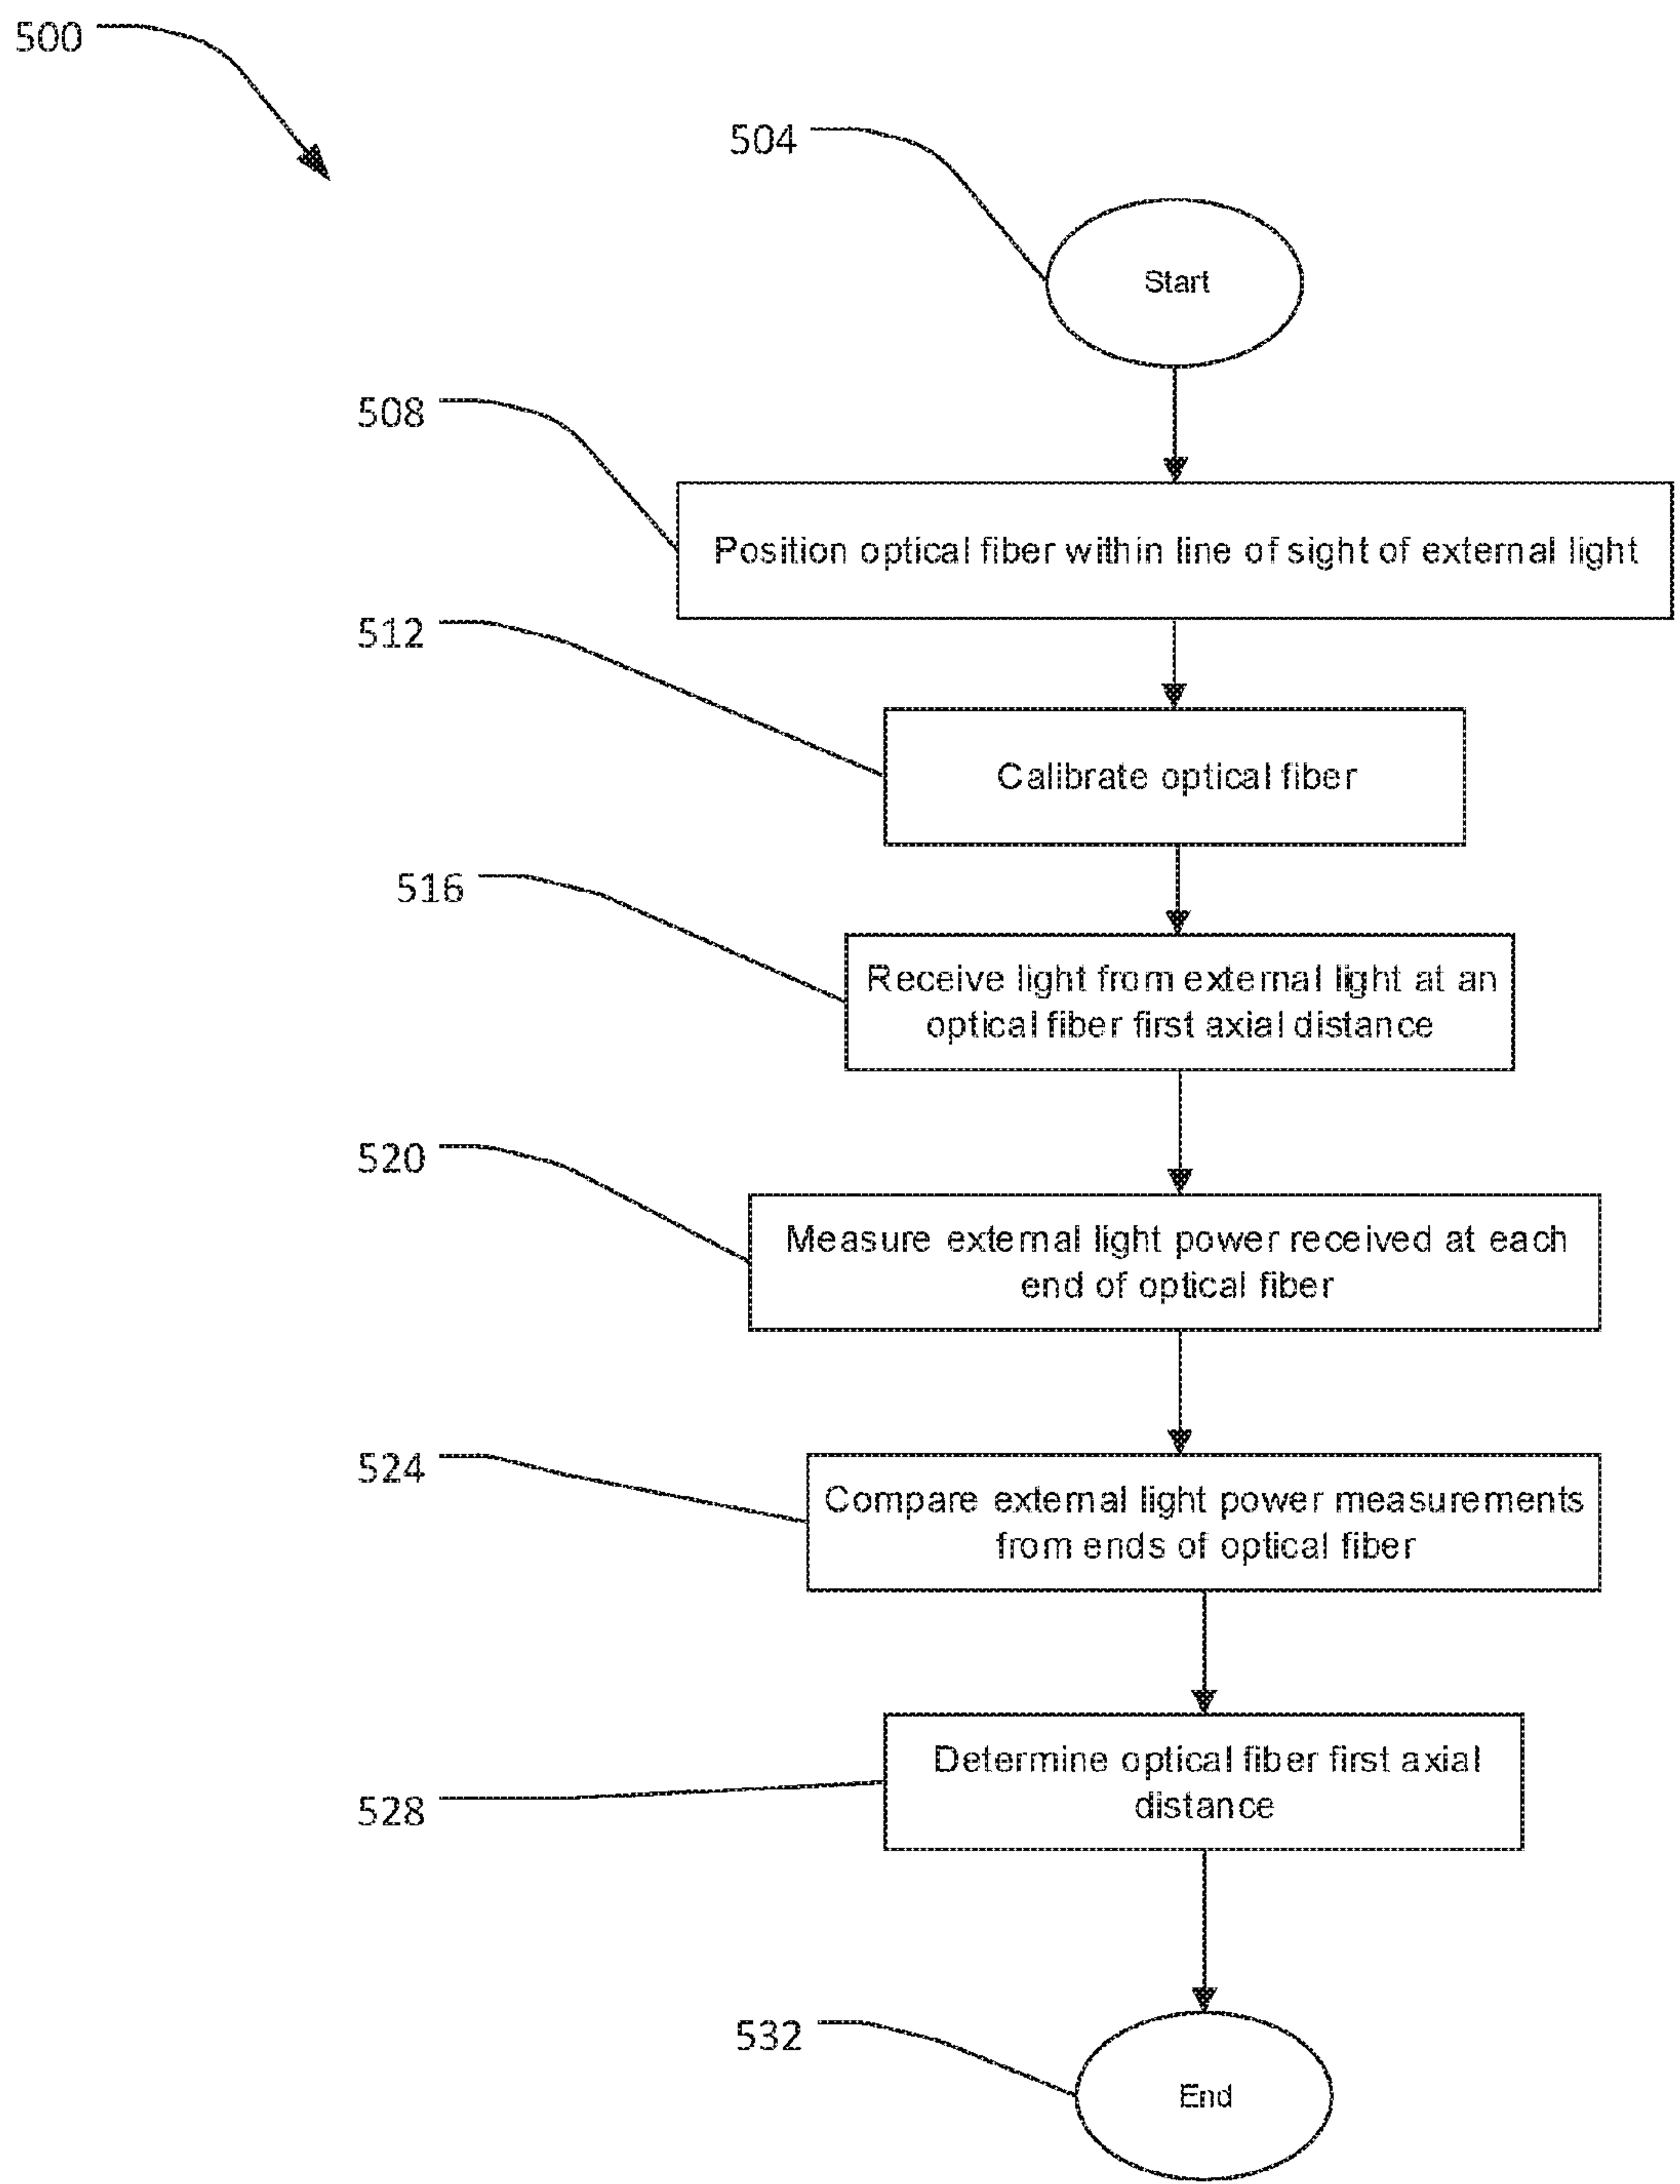 500
504
Start
508
Position optical fiber within line of sight of external light
512
Calibrate optical fiber
516
Receive light from external light at an
optical fiber first axial distance
520
Measure external light power received at each
end of optical fiber
524
Compare external light power measurements
from ends of optical fiber
528
Determine optical fiber first axial
distance
532
End